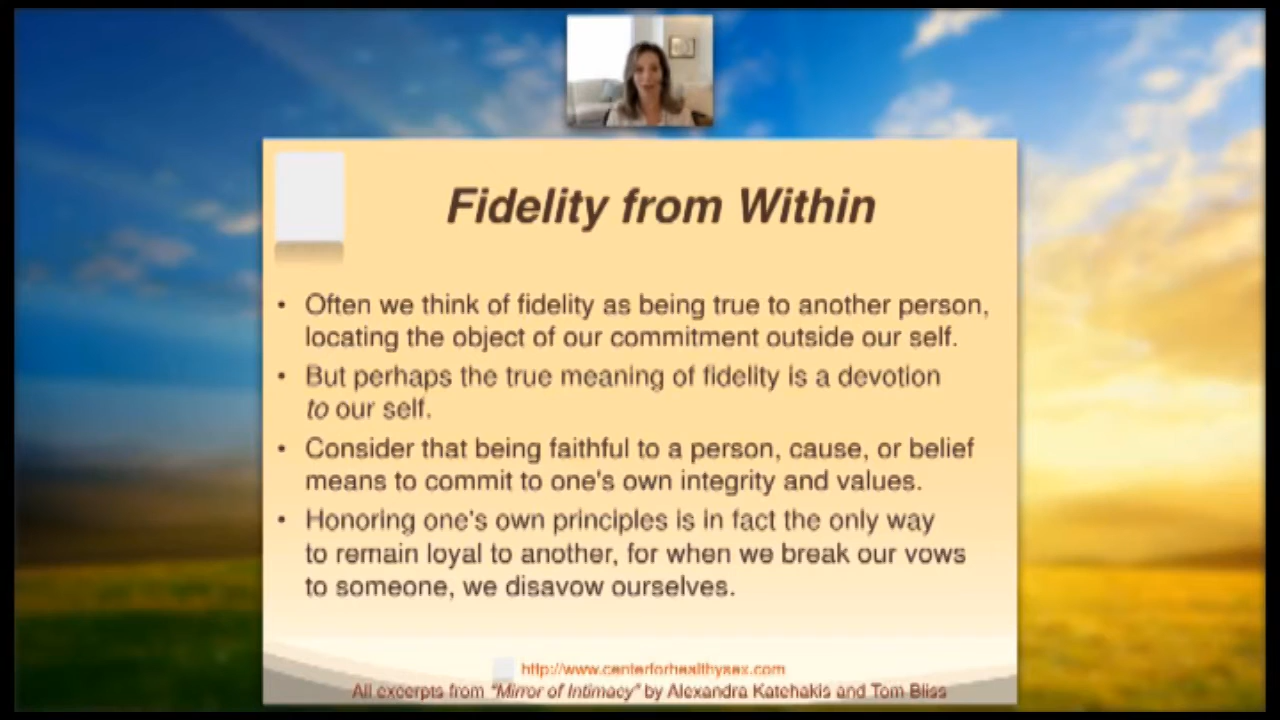 Fidelity from Within
• Often we think of fidelity as being true to another person,
locating the object of our commitment outside our self.
• But perhaps the true meaning of fidelity is a devotion
to our self.
• Consider that being faithful to a person, cause, or belief
means to commit to one's own integrity and values.
• Honoring one's own principles is in fact the only way
to remain loyal to another, for when we break our vows
to someone, we disavow ourselves.
http://www.centerforhealthysex.com
All excerpts from "Mirror of Intimacy" by Alexandra Katehakis and Tom Bliss